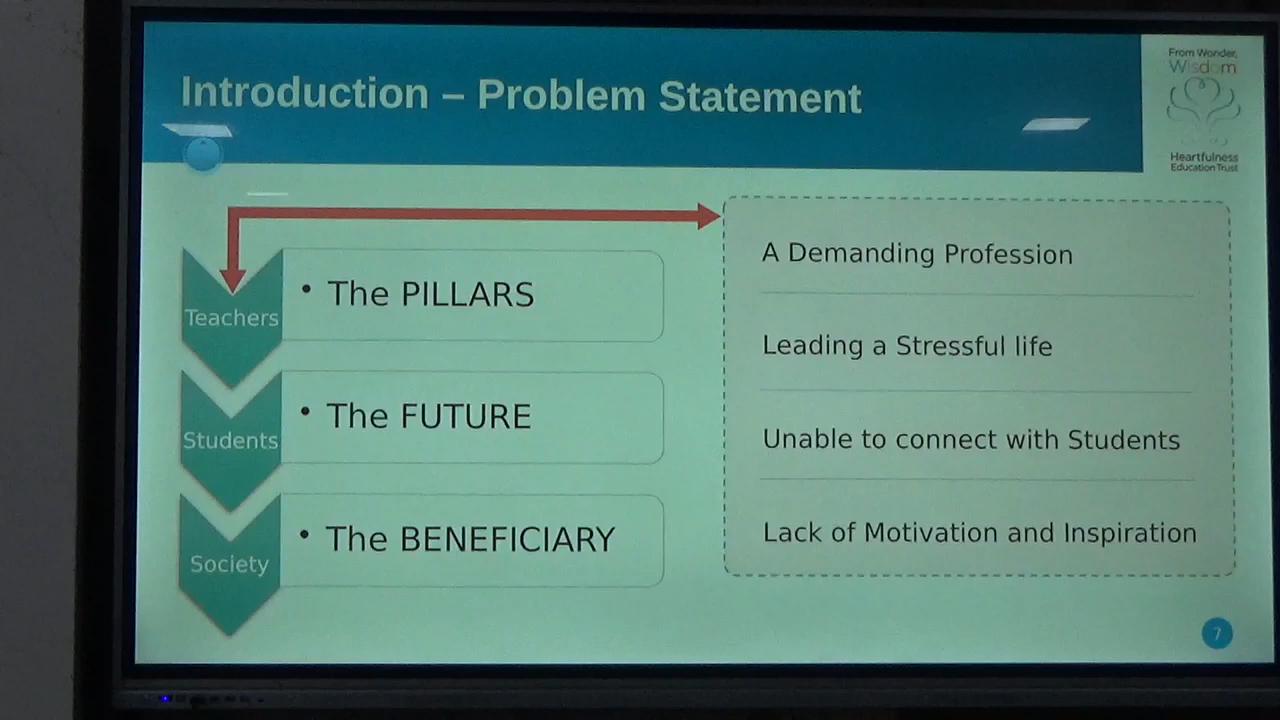 Introduction – Problem Statement
From Wonder,
Wisdom
Heartfulness
Education Trust
Teachers
• The PILLARS
Students
• The FUTURE
Society
• The BENEFICIARY
A Demanding Profession
Leading a Stressful life
Unable to connect with Students
Lack of Motivation and Inspiration
7